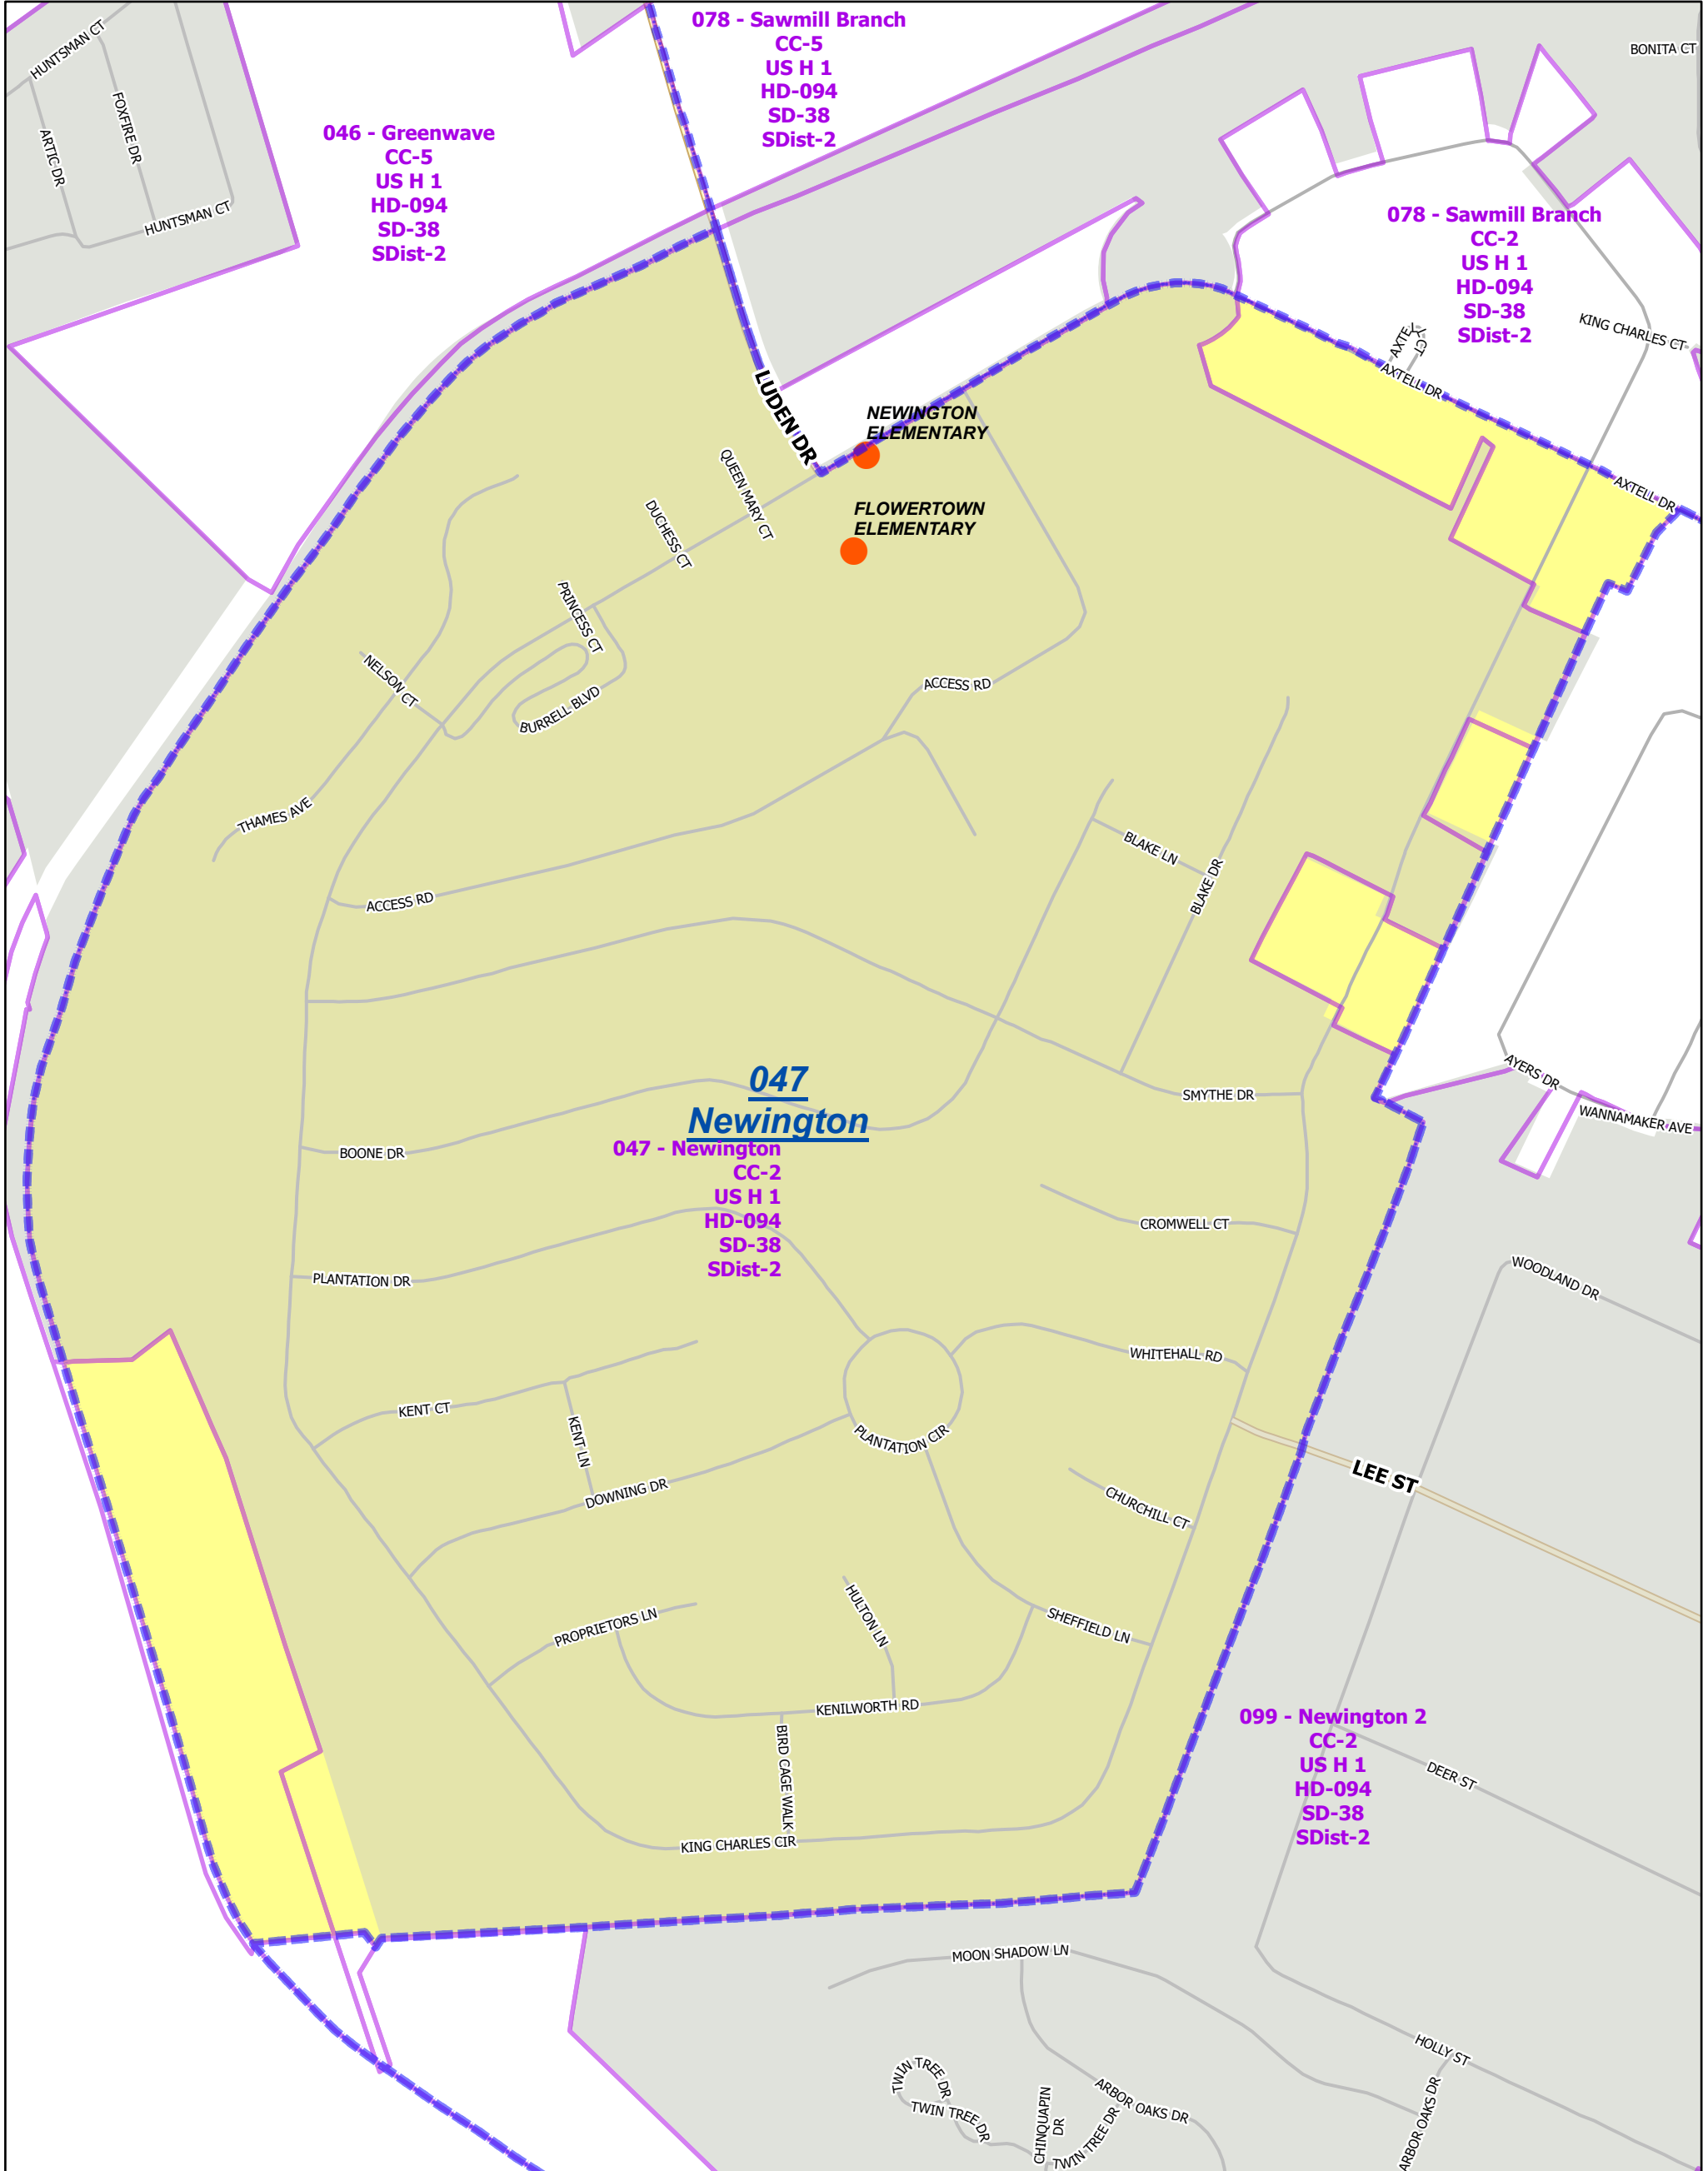 078 - Sawmill Branch
CC-5
US H 1
HD-094
SD-38
SDist-2
HUNTSMAN CT
FOXFIRE DR
ARTIC DR
HUNTSMAN CT
046 - Greenwave
CC-5
US H 1
HD-094
SD-38
SDist-2
BONITA CT
078 - Sawmill Branch
CC-2
US H 1
HD-094
SD-38
SDist-2
KING CHARLES CT
AXTELL DR
AXTELL DR
LUDEN DR
NEWINGTON
ELEMENTARY
FLOWERTOWN
ELEMENTARY
QUEEN MARY CT
DUCHESS CT
PRINCESS CT
NELSON CT
BURRELL BLVD
ACCESS RD
THAMES AVE
BLAKE LN
BLAKE DR
ACCESS RD
047
Newington
047 - Newington
CC-2
US H 1
HD-094
SD-38
SDist-2
SMYTHE DR
AYERS DR
WANNAMAKER AVE
BOONE DR
CROMWELL CT
WOODLAND DR
PLANTATION DR
WHITEHALL RD
KENT CT
KENT LN
PLANTATION CIR
LEE ST
DOWNING DR
CHURCHILL CT
HULTON LN
PROPRIETORS LN
SHEFFIELD LN
KENILWORTH RD
BIRD CAGE WALK
KING CHARLES CIR
099 - Newington 2
CC-2
US H 1
HD-094
SD-38
SDist-2
DEER ST
MOON SHADOW LN
HOLLY ST
TWIN TREE DR
TWIN TREE DR
CHINQUAPIN
DR
TWIN TREE DR
ARBOR OAKS DR
ARBOR OAKS DR